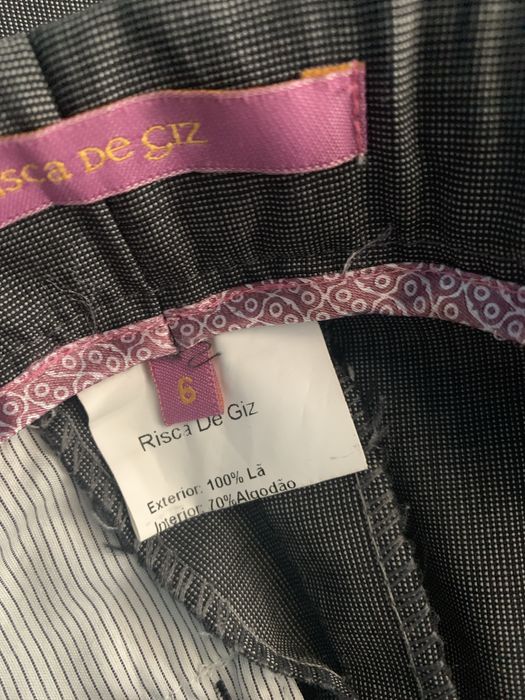 isca De Giz
6
Risca De Giz
Exterior: 100% Lã
Interior: 70%Algodão